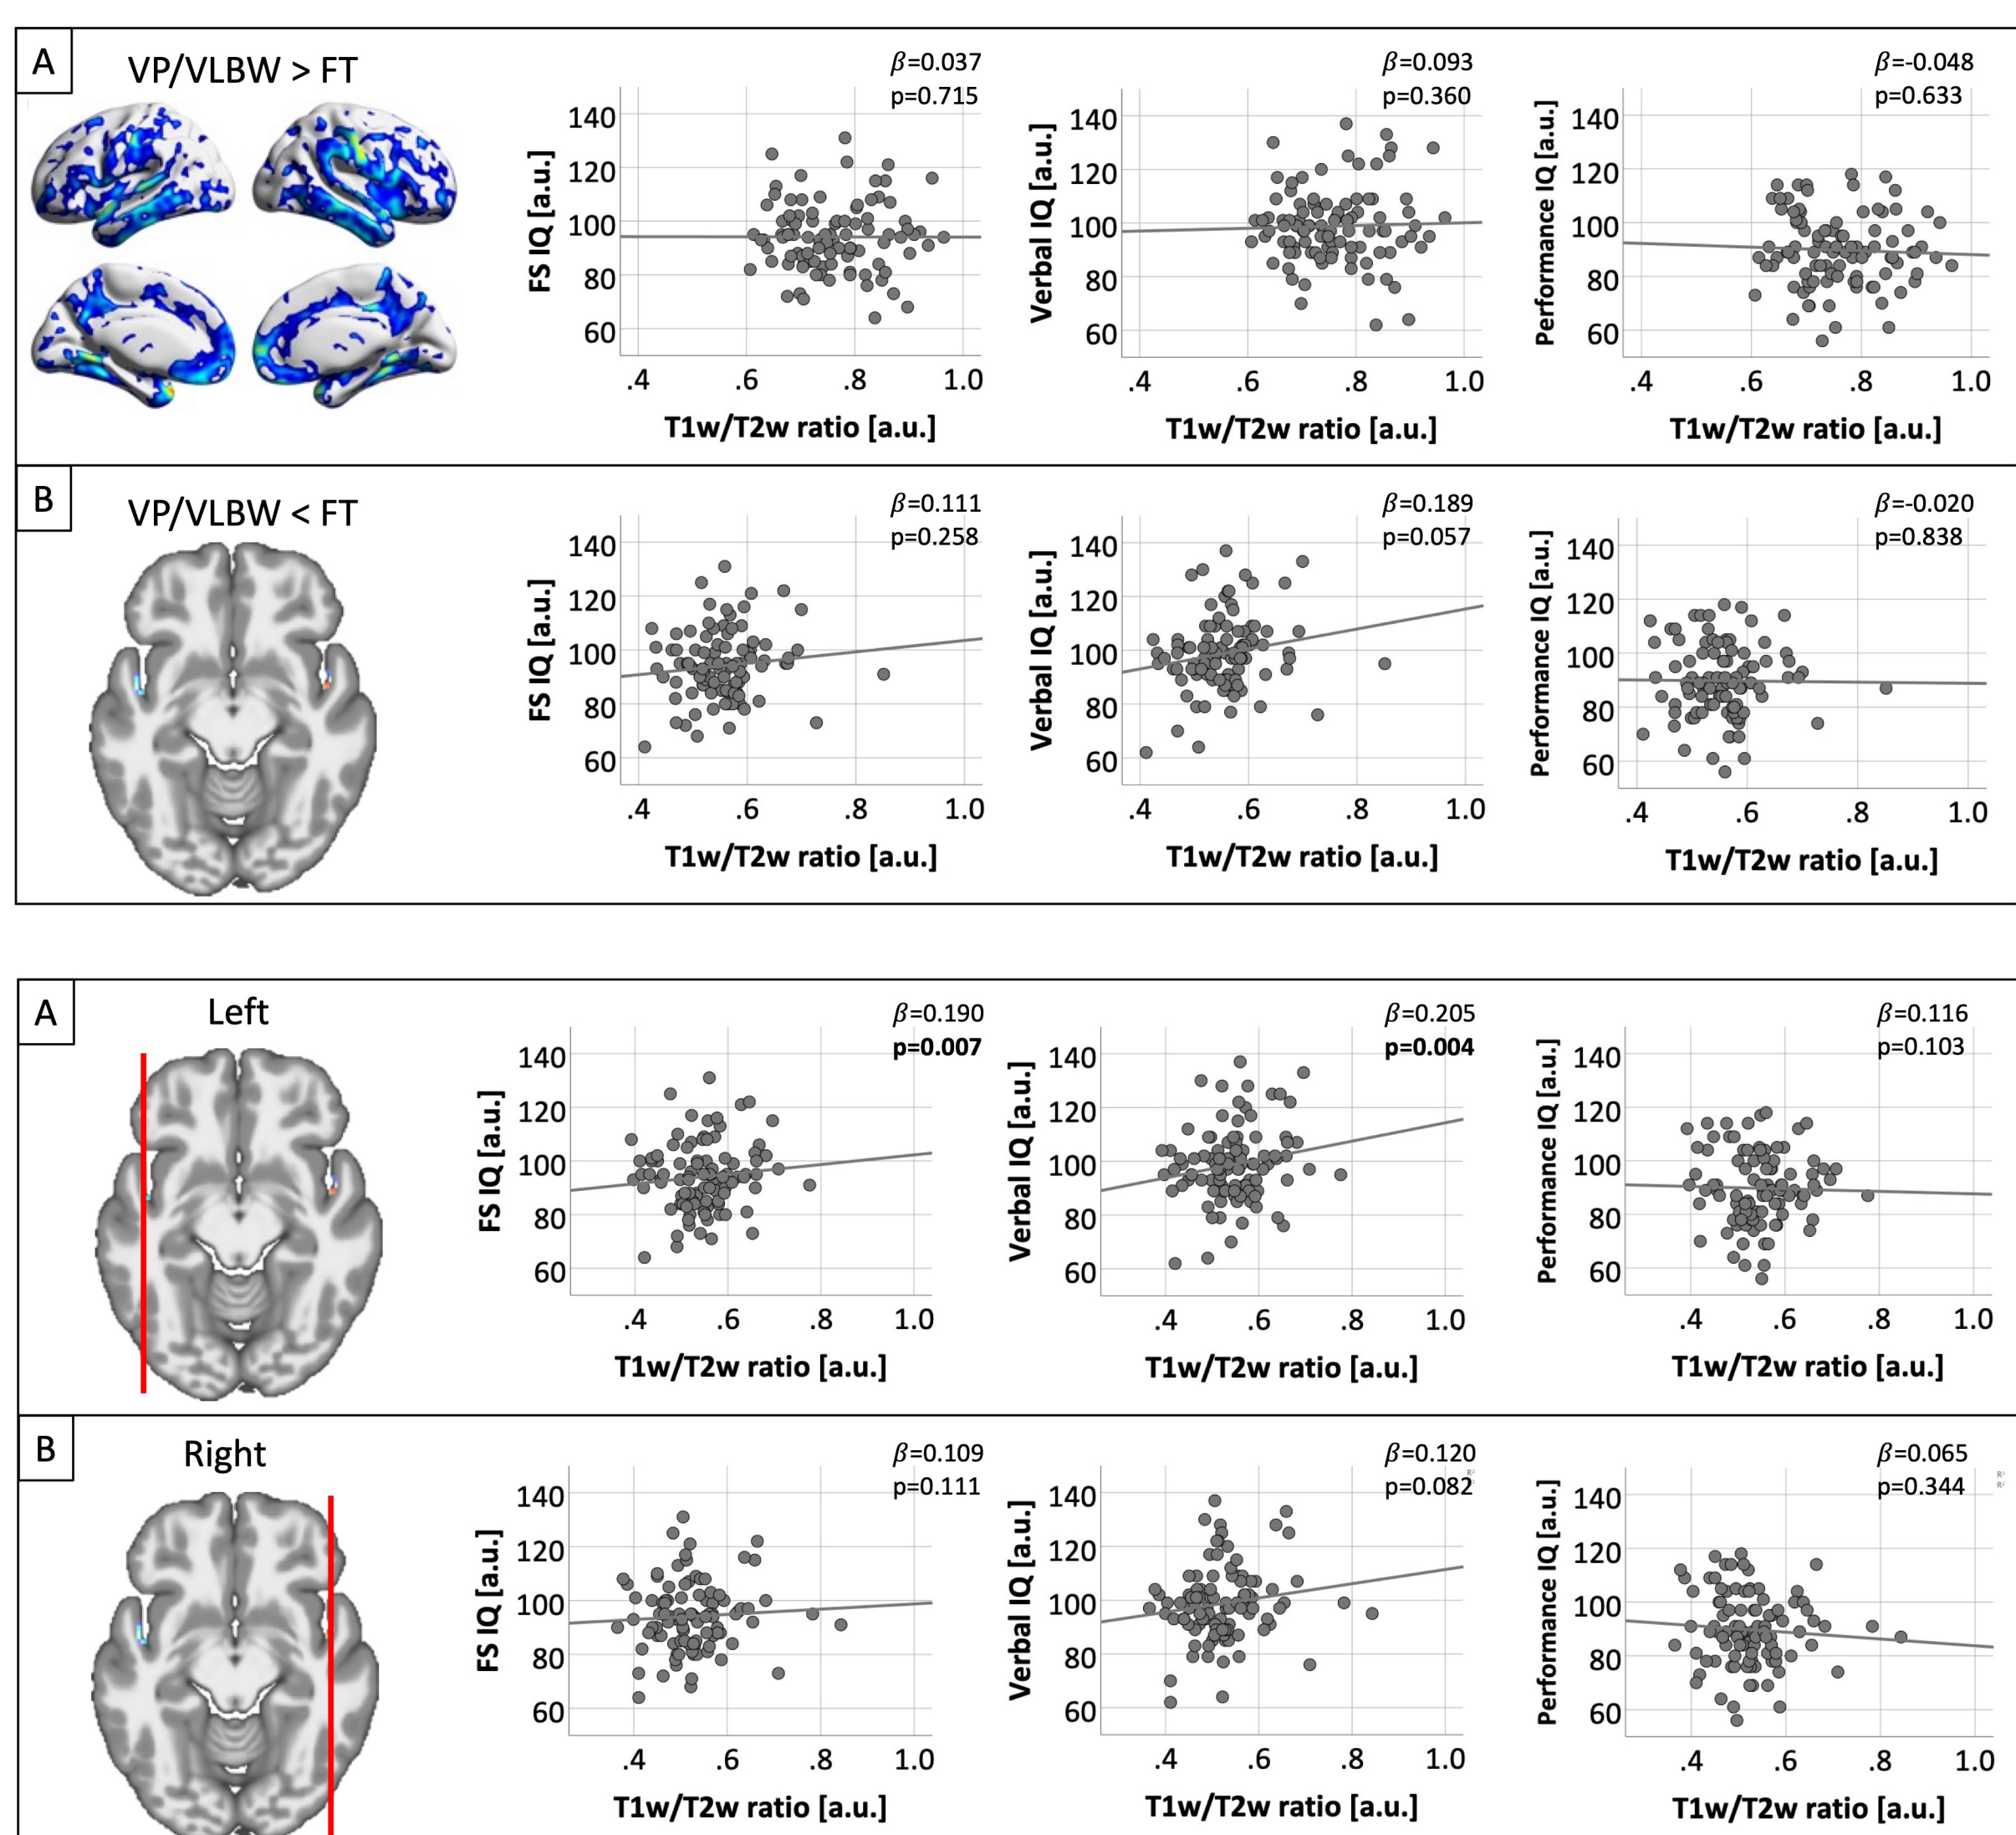 A
VP/VLBW > FT
β=0.037
p=0.715
140
120
100
80
60
.4 .6 .8 1.0
FS IQ [a.u.]
T1w/T2w ratio [a.u.]
β=0.093
p=0.360
140
120
100
80
60
.4 .6 .8 1.0
Verbal IQ [a.u.]
T1w/T2w ratio [a.u.]
β=-0.048
p=0.633
140
120
100
80
60
.4 .6 .8 1.0
Performance IQ [a.u.]
T1w/T2w ratio [a.u.]
B
VP/VLBW < FT
β=0.111
p=0.258
140
120
100
80
60
.4 .6 .8 1.0
FS IQ [a.u.]
T1w/T2w ratio [a.u.]
β=0.189
p=0.057
140
120
100
80
60
.4 .6 .8 1.0
Verbal IQ [a.u.]
T1w/T2w ratio [a.u.]
β=-0.020
p=0.838
140
120
100
80
60
.4 .6 .8 1.0
Performance IQ [a.u.]
T1w/T2w ratio [a.u.]
A
Left
β=0.190
p=0.007
140
120
100
80
60
.4 .6 .8 1.0
FS IQ [a.u.]
T1w/T2w ratio [a.u.]
β=0.205
p=0.004
140
120
100
80
60
.4 .6 .8 1.0
Verbal IQ [a.u.]
T1w/T2w ratio [a.u.]
β=0.116
p=0.103
140
120
100
80
60
.4 .6 .8 1.0
Performance IQ [a.u.]
T1w/T2w ratio [a.u.]
B
Right
β=0.109
p=0.111
140
120
100
80
60
.4 .6 .8 1.0
FS IQ [a.u.]
T1w/T2w ratio [a.u.]
β=0.120
p=0.082
140
120
100
80
60
.4 .6 .8 1.0
Verbal IQ [a.u.]
T1w/T2w ratio [a.u.]
β=0.065
p=0.344
140
120
100
80
60
.4 .6 .8 1.0
Performance IQ [a.u.]
T1w/T2w ratio [a.u.]